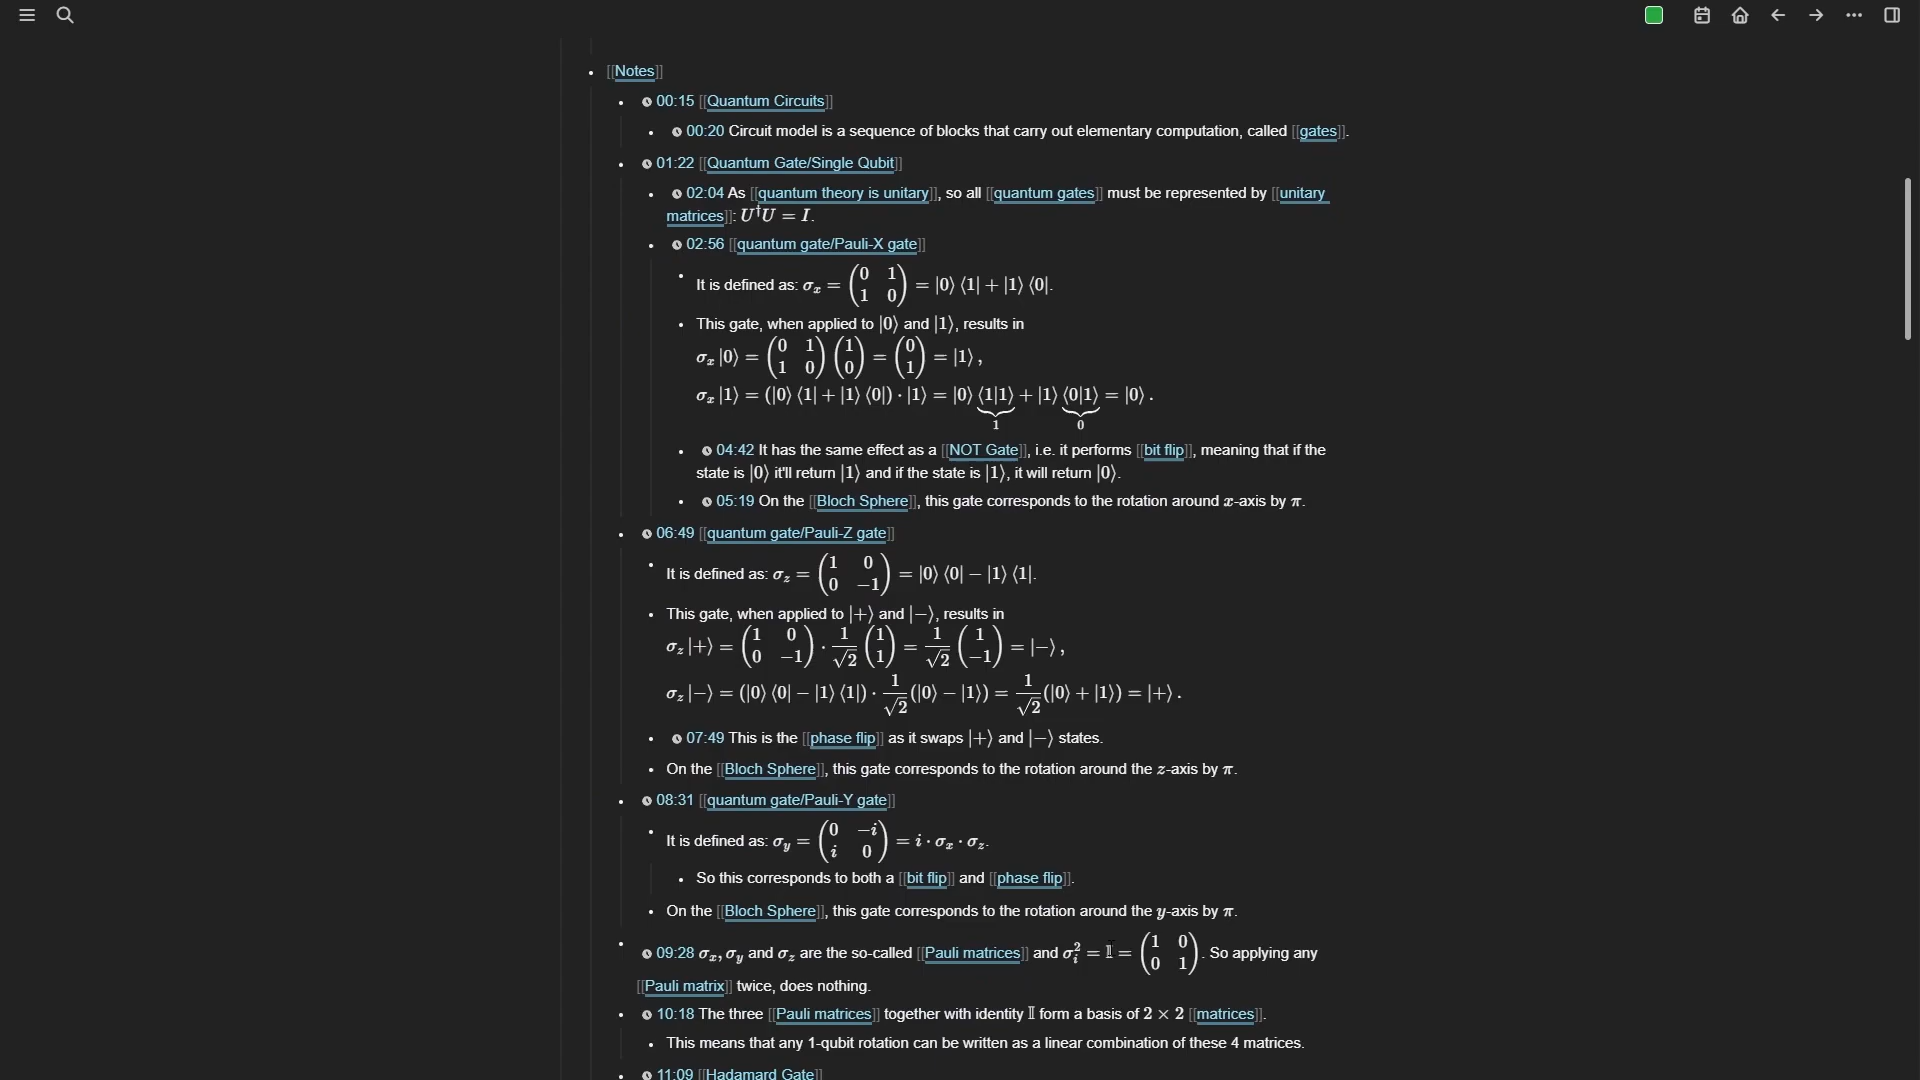 [[Notes]]
00:15 [[Quantum Circuits]]
00:20 Circuit model is a sequence of blocks that carry out elementary computation, called [[gates]].
01:22 [[Quantum Gate/Single Qubit]]
02:04 As [[quantum theory is unitary]], so all [[quantum gates]] must be represented by [[unitary
matrices]]: U†U = I.
02:56 [[quantum gate/Pauli-X gate]]
It is defined as: σₓ = (0 1; 1 0) = |0⟩⟨1| + |1⟩⟨0|.
This gate, when applied to |0⟩ and |1⟩, results in
σₓ|0⟩ = (0 1; 1 0)(1; 0) = (0; 1) = |1⟩,
σₓ|1⟩ = (|0⟩⟨1| + |1⟩⟨0|) · |1⟩ = |0⟩⟨1|1⟩ + |1⟩⟨0|1⟩ = |0⟩.
1 0
04:42 It has the same effect as a [[NOT Gate]], i.e. it performs [[bit flip]], meaning that if the
state is |0⟩ it'll return |1⟩ and if the state is |1⟩, it will return |0⟩.
05:19 On the [[Bloch Sphere]], this gate corresponds to the rotation around x-axis by π.
06:49 [[quantum gate/Pauli-Z gate]]
It is defined as: σ_z = (1 0; 0 −1) = |0⟩⟨0| − |1⟩⟨1|.
This gate, when applied to |+⟩ and |−⟩, results in
σ_z|+⟩ = (1 0; 0 −1) · 1/√2 (1; 1) = 1/√2 (1; −1) = |−⟩,
σ_z|−⟩ = (|0⟩⟨0| − |1⟩⟨1|) · 1/√2 (|0⟩ − |1⟩) = 1/√2 (|0⟩ + |1⟩) = |+⟩.
07:49 This is the [[phase flip]] as it swaps |+⟩ and |−⟩ states.
On the [[Bloch Sphere]], this gate corresponds to the rotation around the z-axis by π.
08:31 [[quantum gate/Pauli-Y gate]]
It is defined as: σ_y = (0 −i; i 0) = i · σₓ · σ_z.
So this corresponds to both a [[bit flip]] and [[phase flip]].
On the [[Bloch Sphere]], this gate corresponds to the rotation around the y-axis by π.
09:28 σₓ, σ_y and σ_z are the so-called [[Pauli matrices]] and σᵢ² = 𝕀 = (1 0; 0 1). So applying any
[[Pauli matrix]] twice, does nothing.
10:18 The three [[Pauli matrices]] together with identity 𝕀 form a basis of 2 × 2 [[matrices]].
This means that any 1-qubit rotation can be written as a linear combination of these 4 matrices.
11:09 [[Hadamard Gate]]